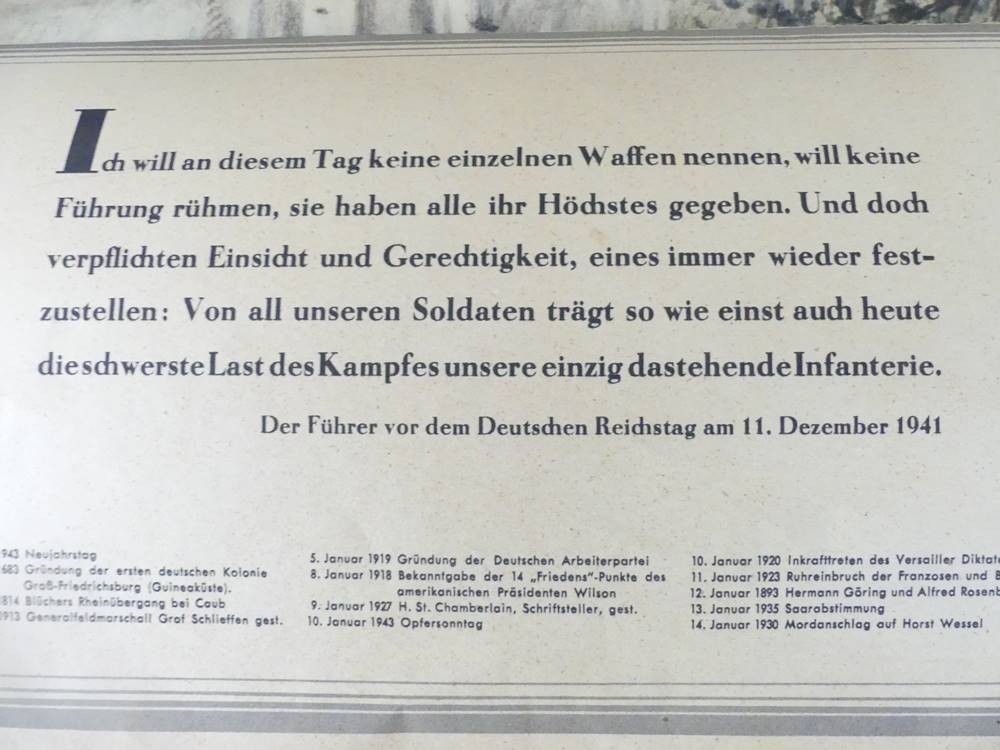 Ich will an diesem Tag keine einzelnen Waffen nennen, will keine
Führung rühmen, sie haben alle ihr Höchstes gegeben. Und doch
verpflichten Einsicht und Gerechtigkeit, eines immer wieder fest-
zustellen: Von all unseren Soldaten trägt so wie einst auch heute
die schwerste Last des Kampfes unsere einzig dastehende Infanterie.
Der Führer vor dem Deutschen Reichstag am 11. Dezember 1941
943 Neujahrstag
683 Gründung der ersten deutschen Kolonie
Groß-Friedrichsburg (Guineaküste).
814 Blüchers Rheinübergang bei Caub
1913 Generalfeldmarschall Graf Schlieffen gest.
5. Januar 1919 Gründung der Deutschen Arbeiterpartei
8. Januar 1918 Bekanntgabe der 14 „Friedens"-Punkte des
amerikanischen Präsidenten Wilson
9. Januar 1927 H. St. Chamberlain, Schriftsteller, gest.
10. Januar 1943 Opfersonntag
10. Januar 1920 Inkrafttreten des Versailler Diktat
11. Januar 1923 Ruhreinbruch der Franzosen und
12. Januar 1893 Hermann Göring und Alfred Rosenb
13. Januar 1935 Saarabstimmung
14. Januar 1930 Mordanschlag auf Horst Wessel